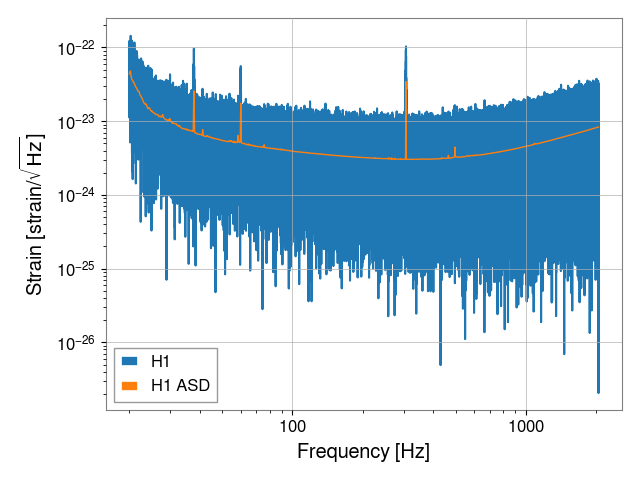 Strain [strain/√Hz]
10⁻²²
10⁻²³
10⁻²⁴
10⁻²⁵
10⁻²⁶
H1
H1 ASD
100
1000
Frequency [Hz]